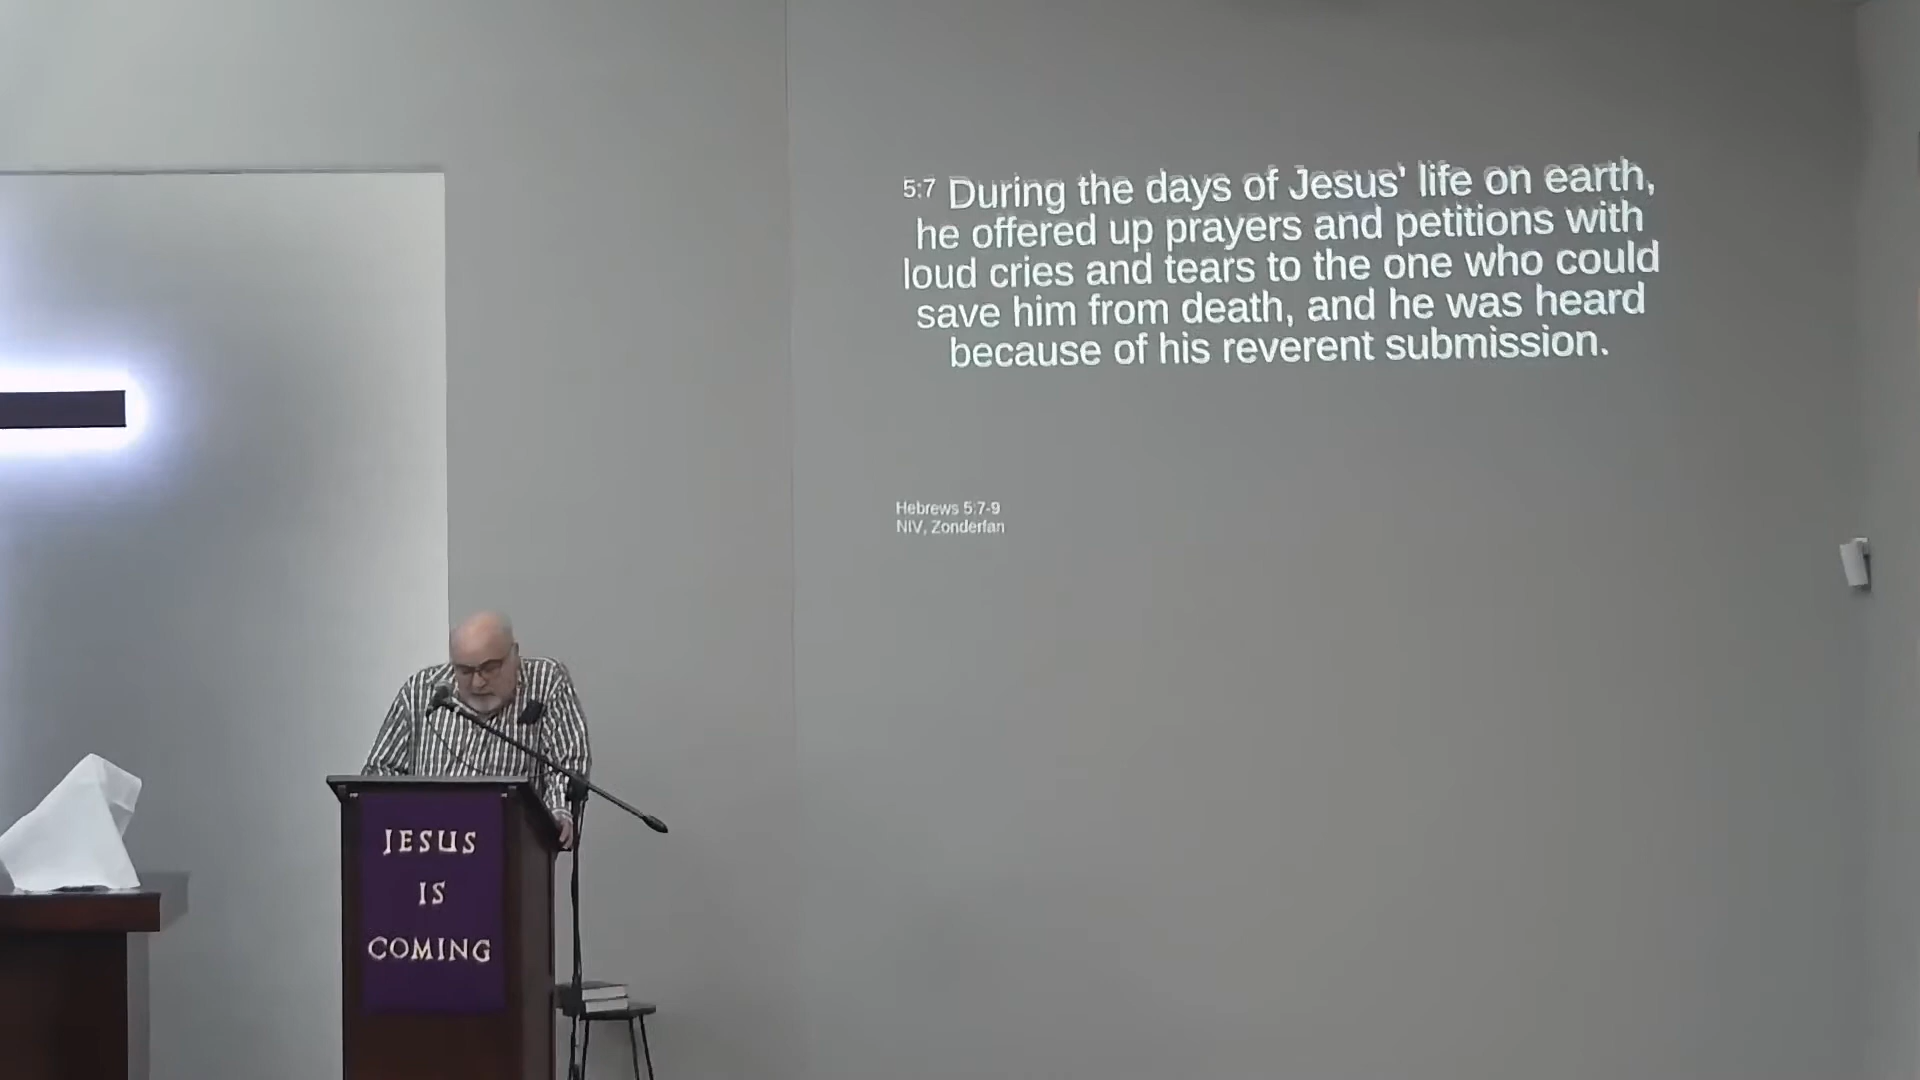 5:7 During the days of Jesus' life on earth,
he offered up prayers and petitions with
loud cries and tears to the one who could
save him from death, and he was heard
because of his reverent submission.
Hebrews 5:7-9
NIV, Zonderfan
JESUS
IS
COMING